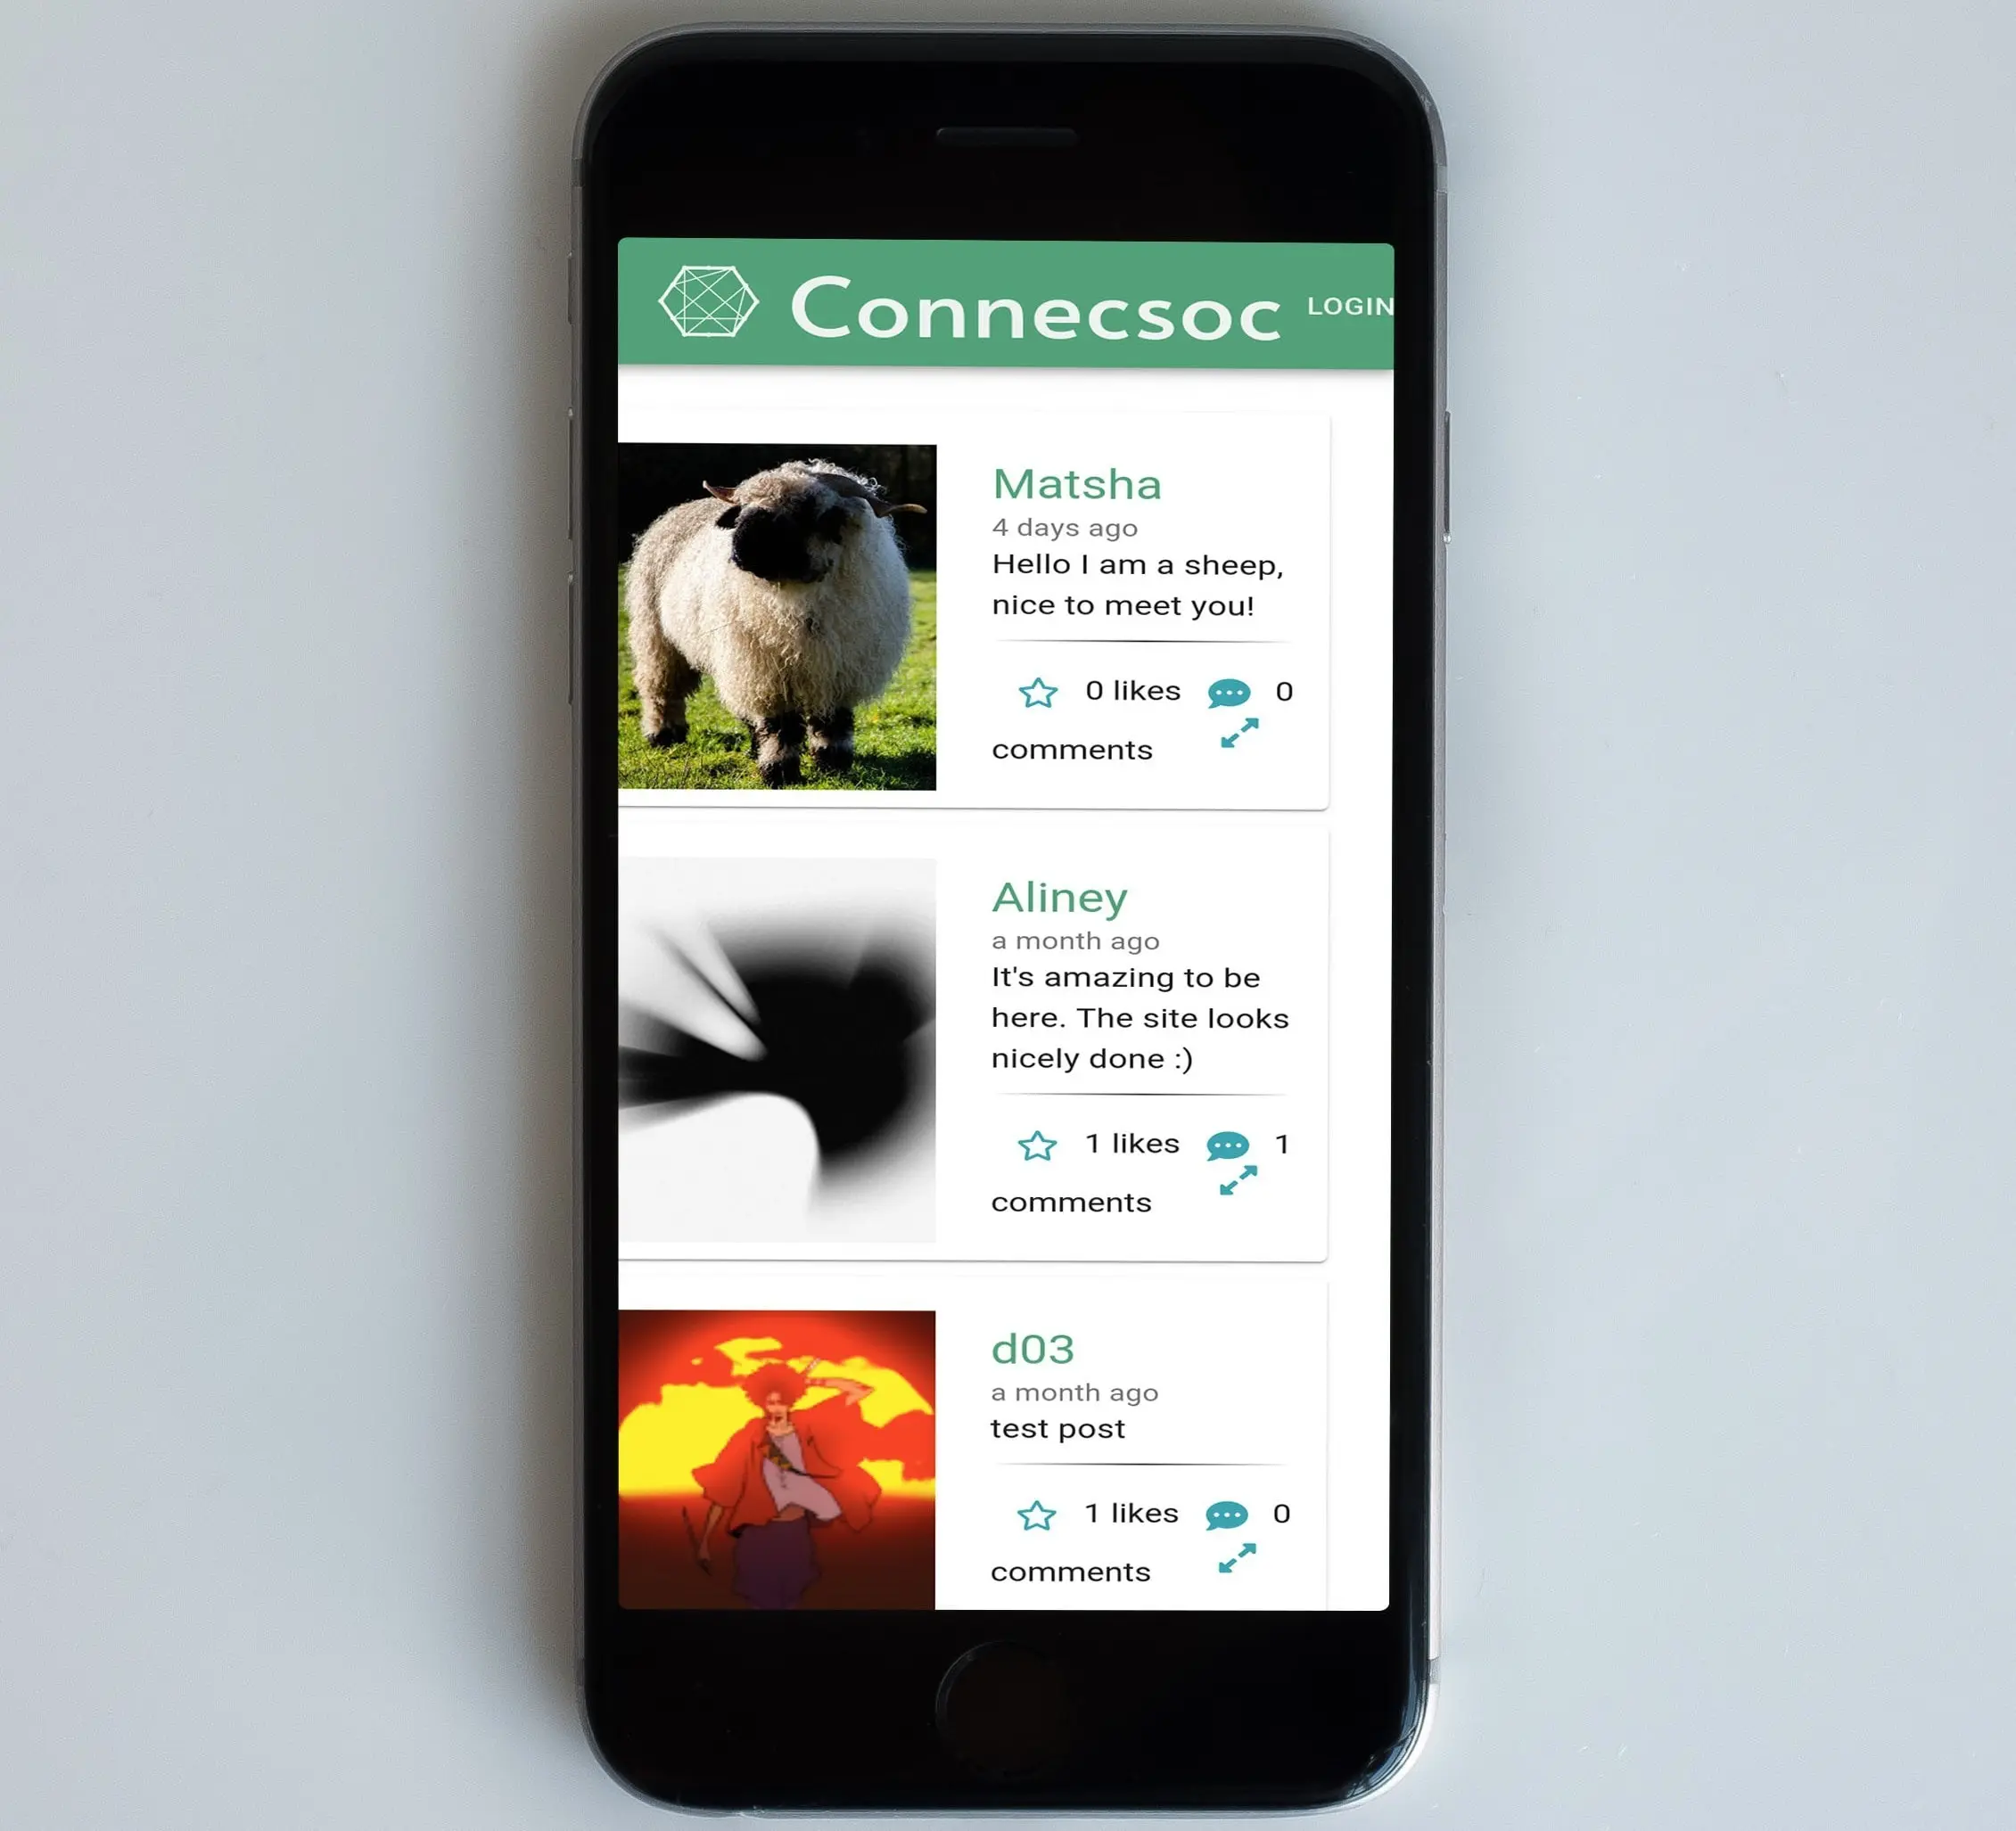 Connecsoc LOGIN
Matsha
4 days ago
Hello I am a sheep,
nice to meet you!
0 likes 0
comments
Aliney
a month ago
It's amazing to be
here. The site looks
nicely done :)
1 likes 1
comments
d03
a month ago
test post
1 likes 0
comments